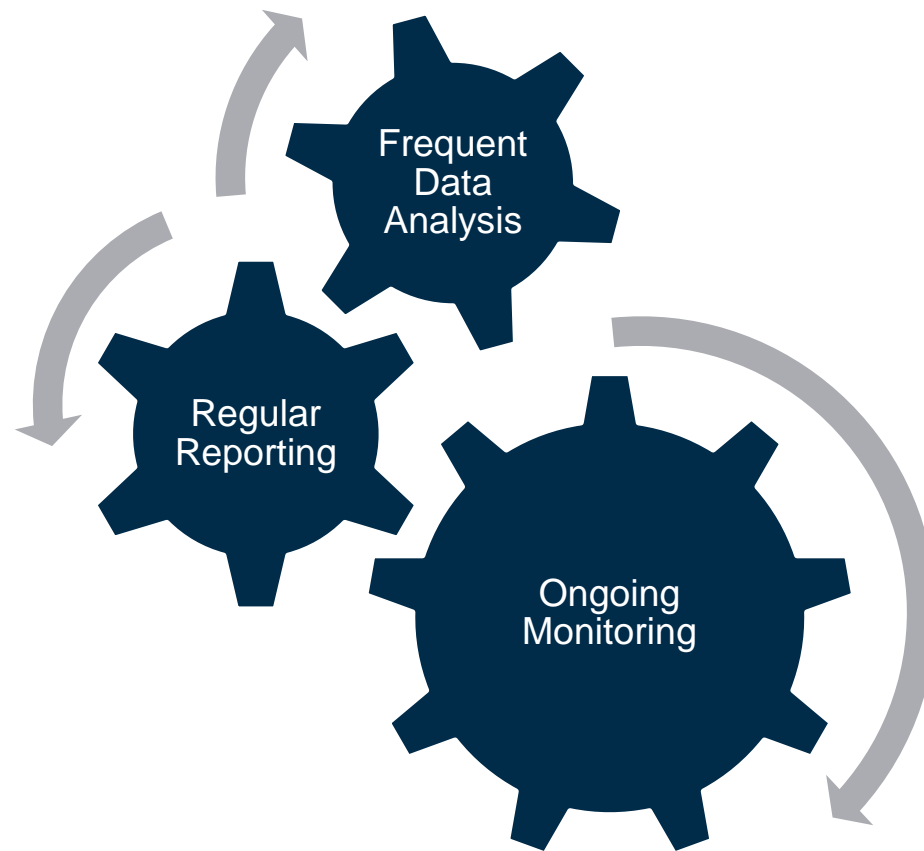 Frequent
Data
Analysis
Regular
Reporting
Ongoing
Monitoring